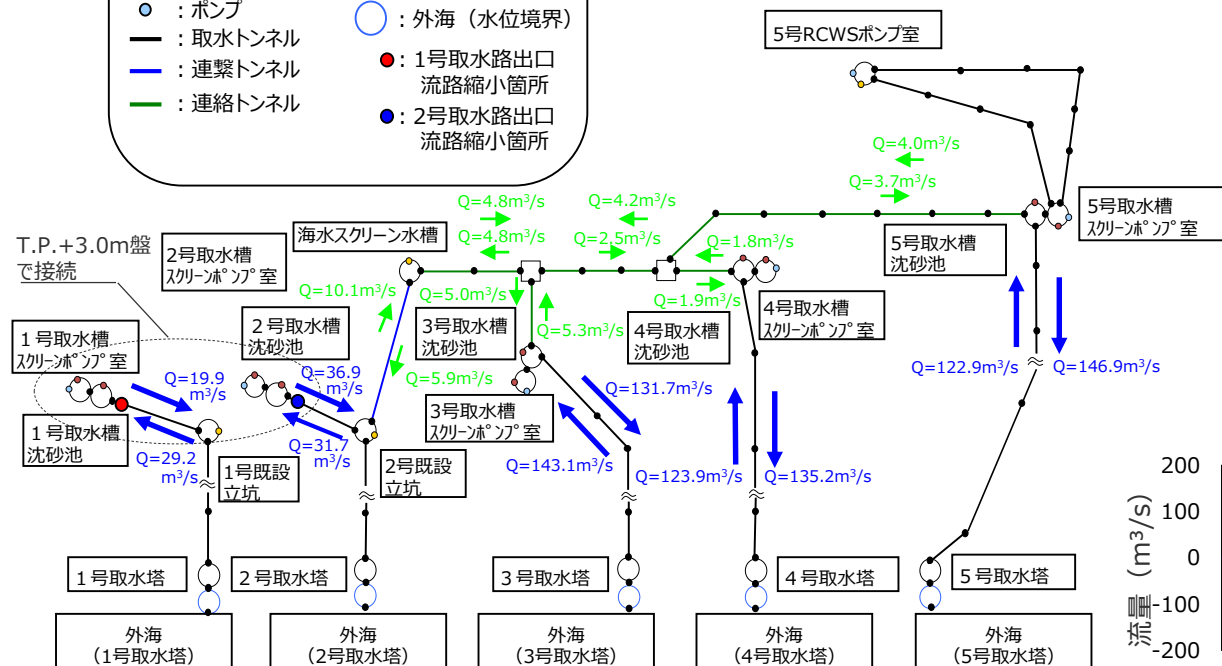 ：ポンプ
：取水トンネル
：連繋トンネル
：連絡トンネル
：外海（水位境界）
：1号取水路出口
流路縮小箇所
：2号取水路出口
流路縮小箇所
5号RCWSポンプ室
Q=4.0m³/s
Q=3.7m³/s
Q=4.8m³/s
Q=4.2m³/s
Q=4.8m³/s
Q=2.5m³/s
Q=1.8m³/s
Q=1.9m³/s
5号取水槽
スクリーンポンプ室
5号取水槽
沈砂池
T.P.+3.0m盤
で接続
2号取水槽
スクリーンポンプ室
海水スクリーン水槽
Q=10.1m³/s
Q=5.0m³/s
Q=5.3m³/s
Q=5.9m³/s
3号取水槽
沈砂池
4号取水槽
沈砂池
4号取水槽
スクリーンポンプ室
1号取水槽
スクリーンポンプ室
2号取水槽
沈砂池
Q=19.9
m³/s
Q=36.9
m³/s
Q=131.7m³/s
Q=122.9m³/s
Q=146.9m³/s
3号取水槽
スクリーンポンプ室
1号取水槽
沈砂池
Q=29.2
m³/s
Q=31.7
m³/s
1号既設
立坑
2号既設
立坑
Q=143.1m³/s
Q=123.9m³/s
Q=135.2m³/s
1号取水塔
2号取水塔
3号取水塔
4号取水塔
5号取水塔
外海
（1号取水塔）
外海
（2号取水塔）
外海
（3号取水塔）
外海
（4号取水塔）
外海
（5号取水塔）
流量（m³/s）
200
100
0
-100
-200